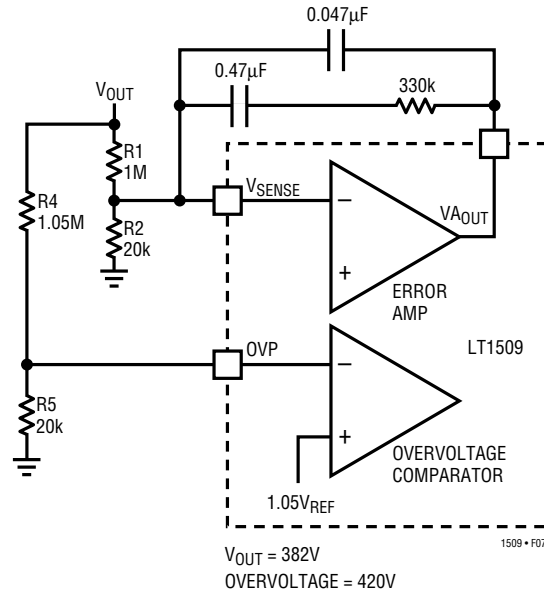 0.047µF
0.47µF
330k
VOUT
R1
1M
R4
1.05M
R2
20k
VSENSE
−
VAOUT
+
ERROR
AMP
LT1509
OVP
−
R5
20k
+
OVERVOLTAGE
COMPARATOR
1.05VREF
1509 • F07
VOUT = 382V
OVERVOLTAGE = 420V